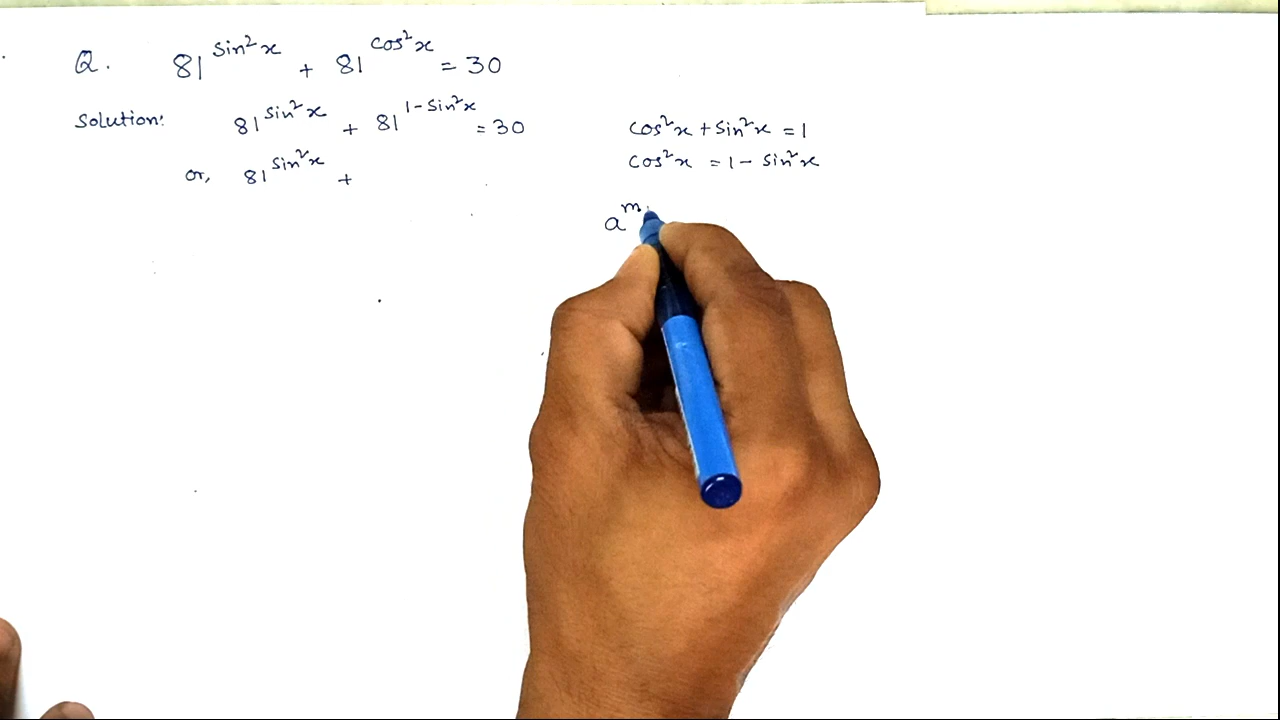 Q. 81^sin²x + 81^cos²x = 30
Solution: 81^sin²x + 81^1-sin²x = 30
or, 81^sin²x +
cos²x + sin²x = 1
cos²x = 1 - sin²x
a^m